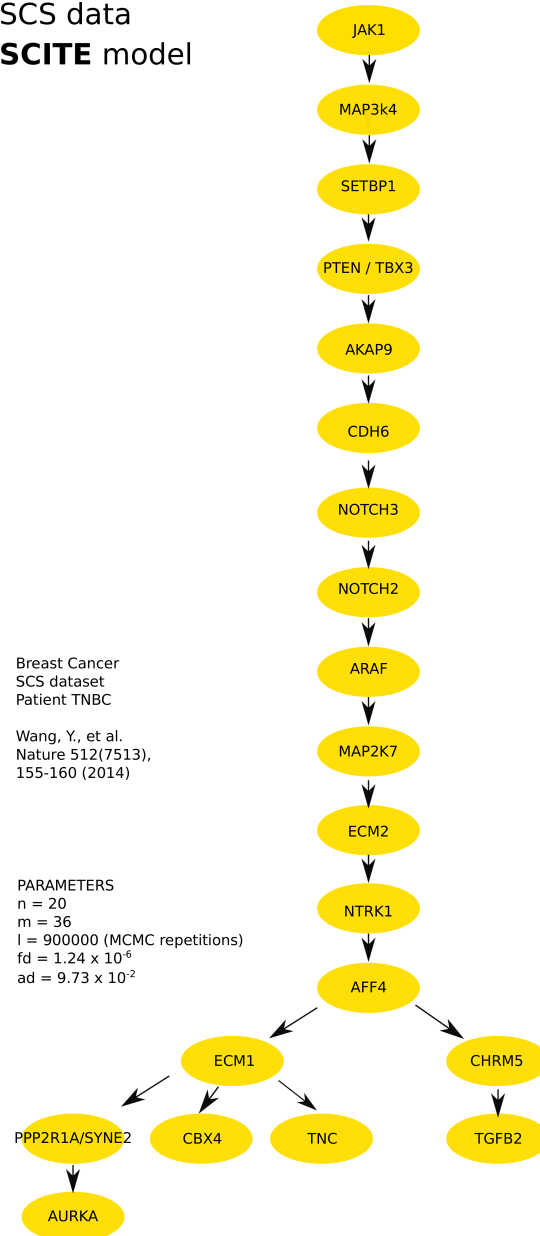 SCS data
SCITE model
JAK1
MAP3k4
SETBP1
PTEN / TBX3
AKAP9
CDH6
NOTCH3
NOTCH2
ARAF
Breast Cancer
SCS dataset
Patient TNBC
Wang, Y., et al.
Nature 512(7513),
155-160 (2014)
MAP2K7
ECM2
PARAMETERS
n = 20
m = 36
l = 900000 (MCMC repetitions)
fd = 1.24 x 10⁻⁶
ad = 9.73 x 10⁻²
NTRK1
AFF4
ECM1
CHRM5
PPP2R1A/SYNE2
CBX4
TNC
TGFB2
AURKA